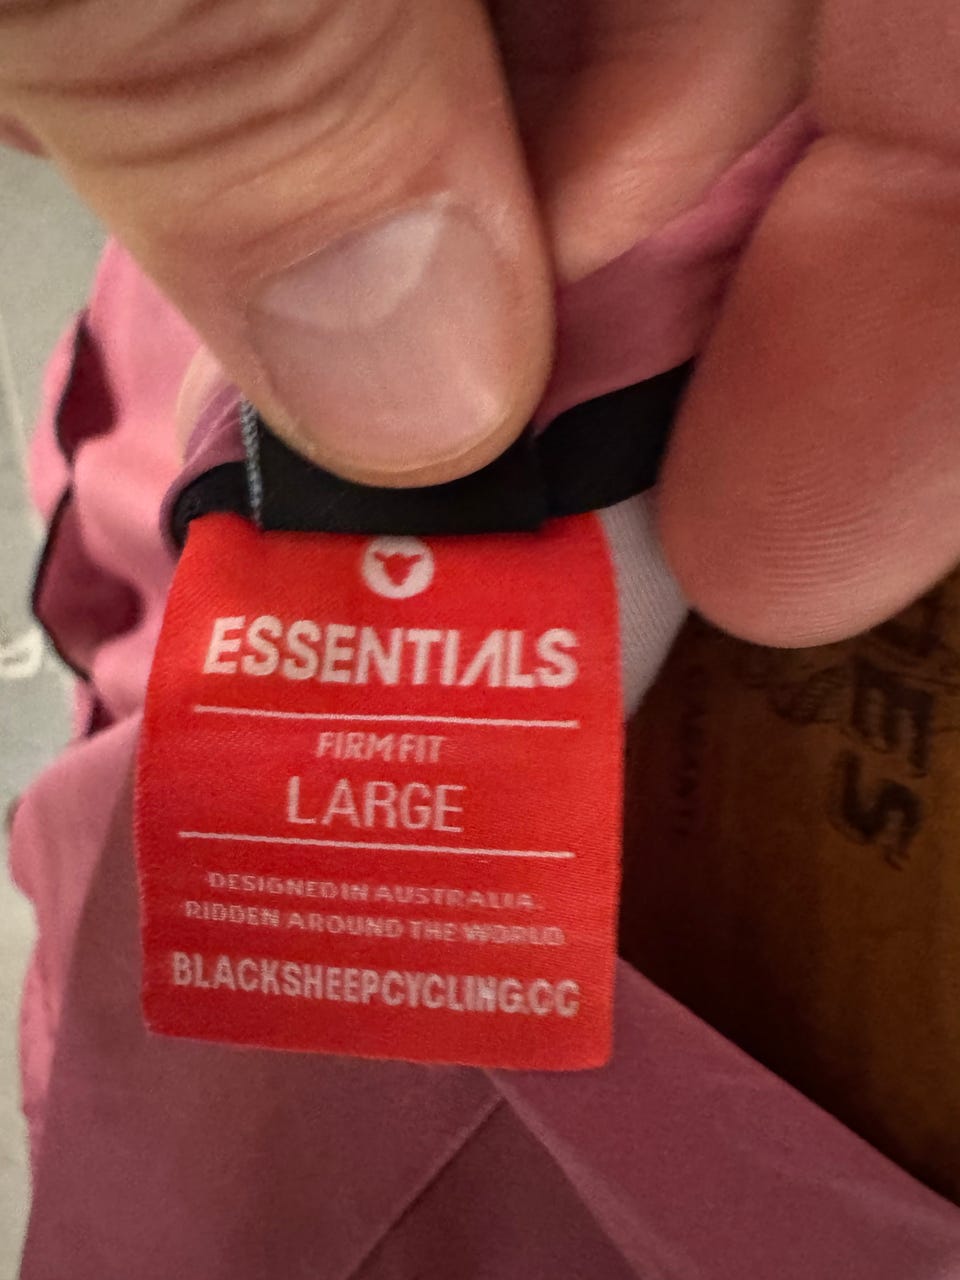 ESSENTIALS
FIRM FIT
LARGE
DESIGNED IN AUSTRALIA.
RIDDEN AROUND THE WORLD
BLACKSHEEPCYCLING.CC